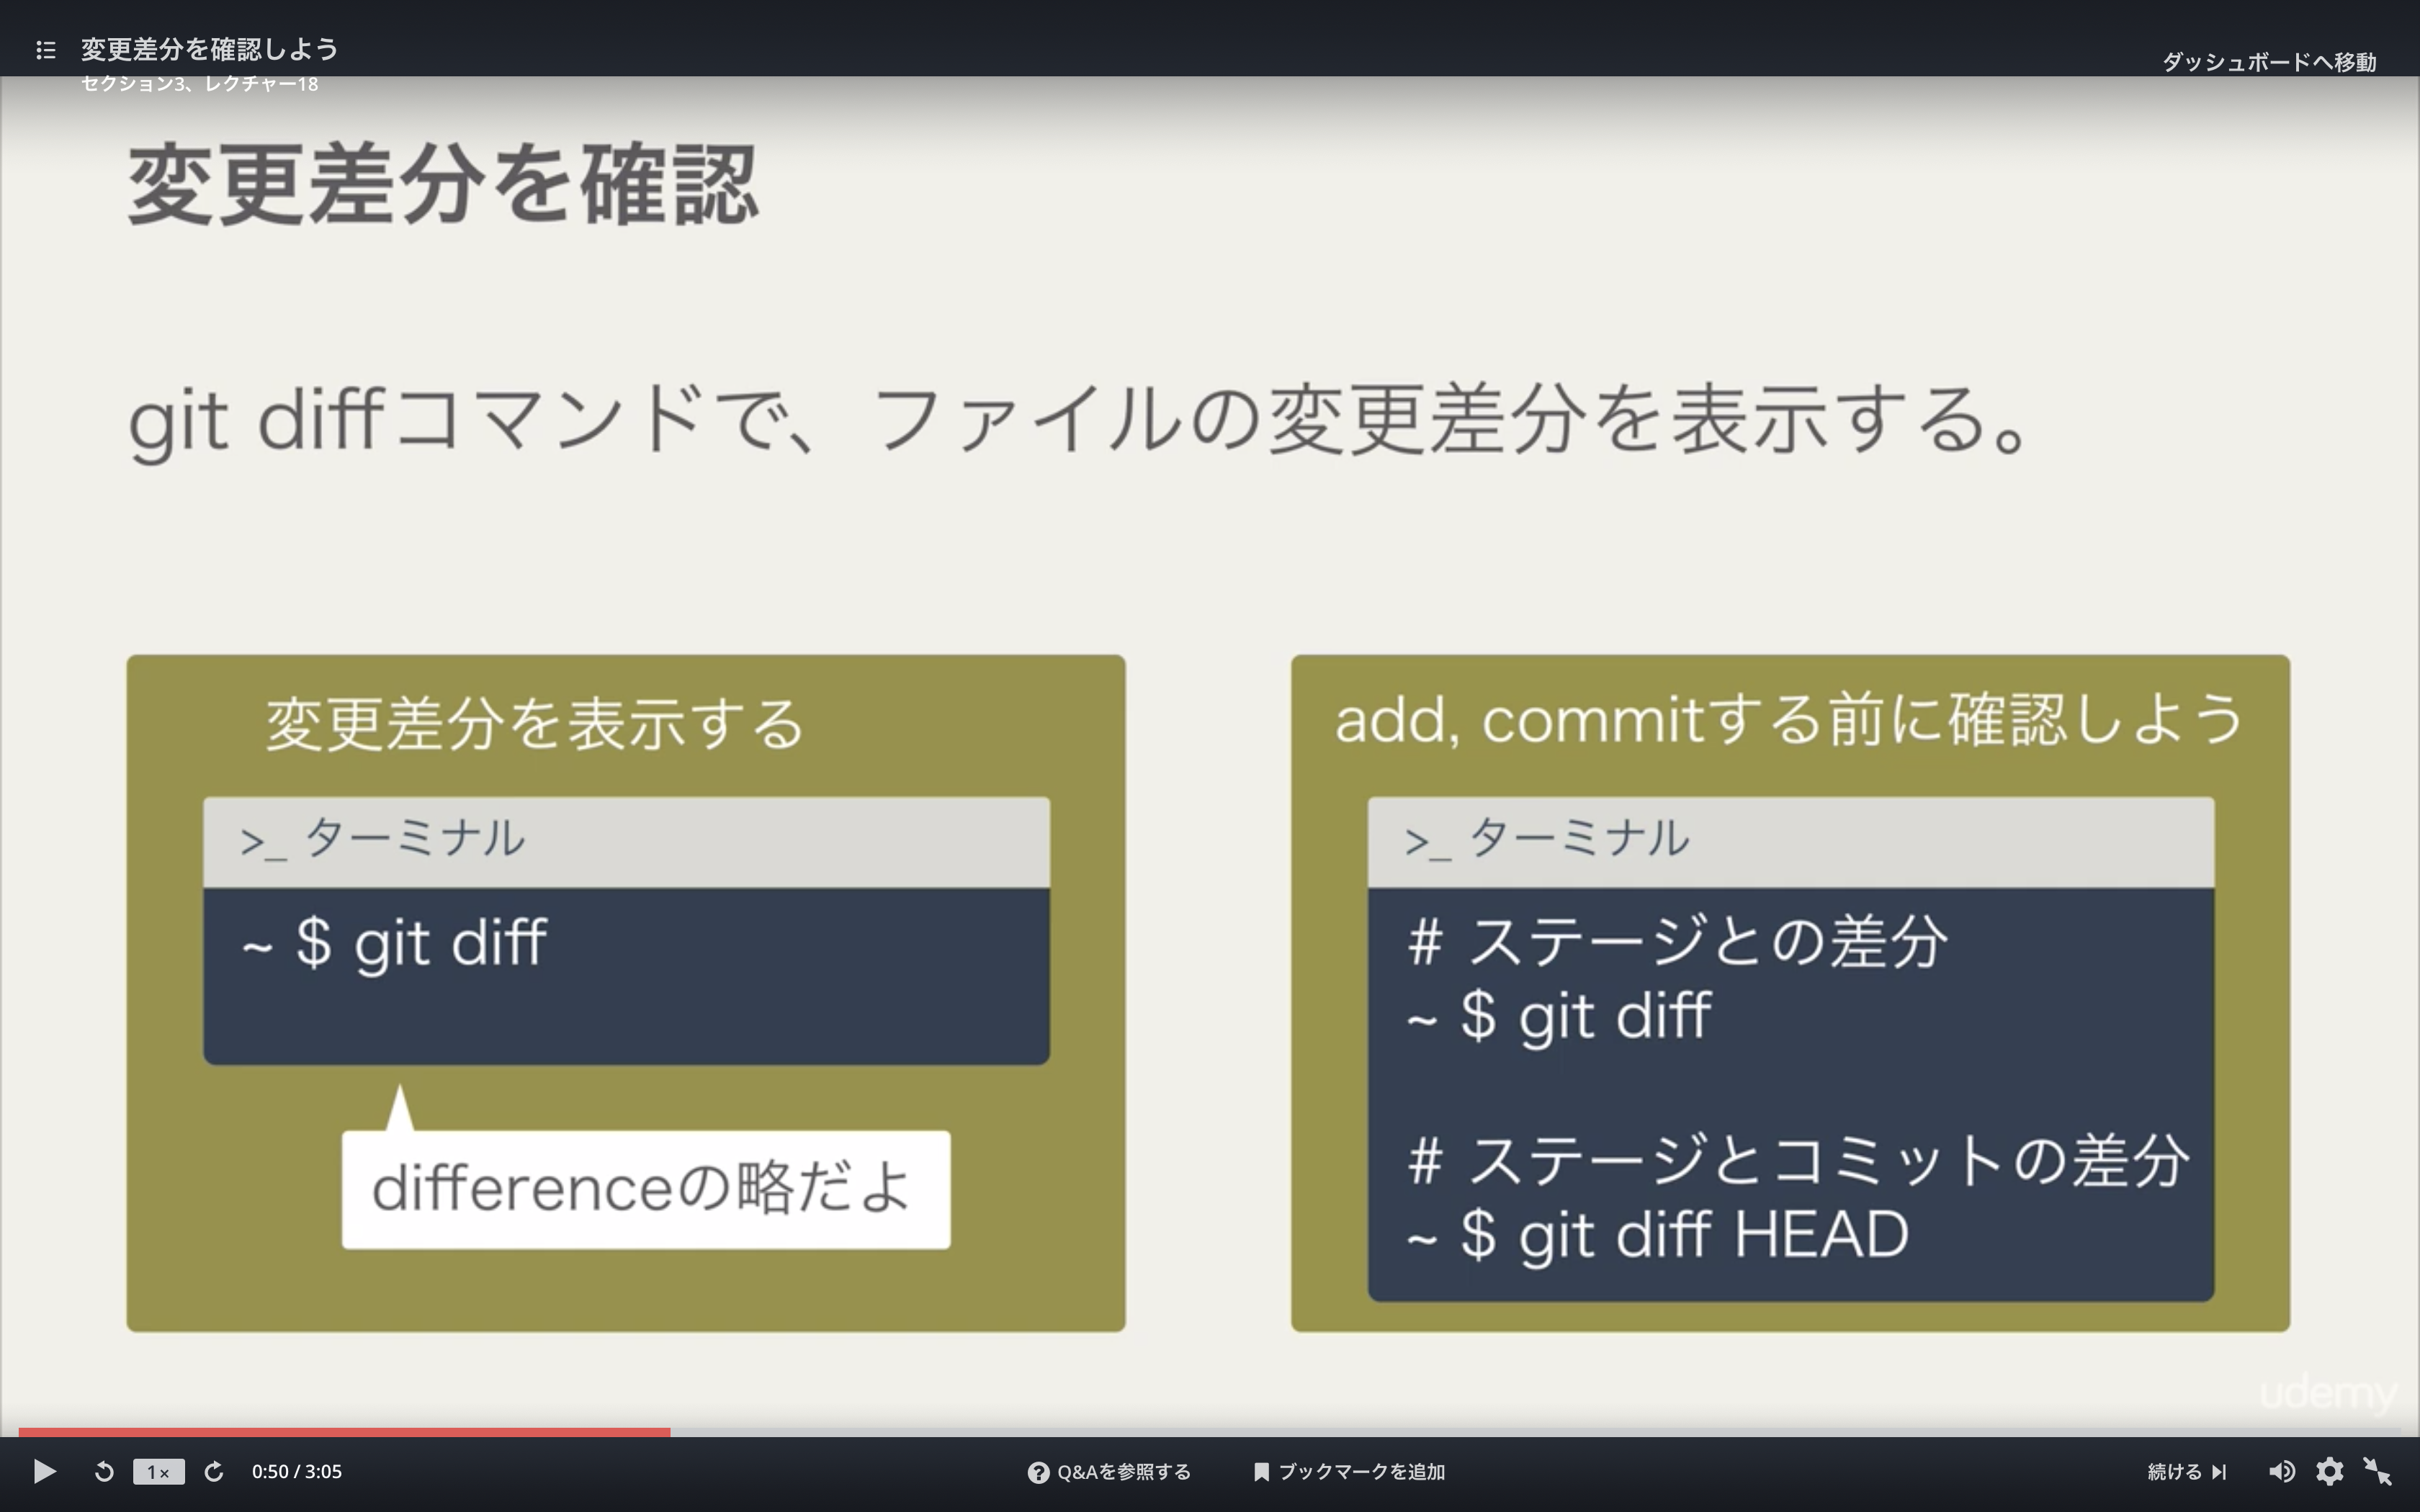 変更差分を確認しよう
セクション3、レクチャー18
ダッシュボードへ移動
変更差分を確認
git diffコマンドで、ファイルの変更差分を表示する。
変更差分を表示する
>_ ターミナル
~ $ git diff
differenceの略だよ
add, commitする前に確認しよう
>_ ターミナル
# ステージとの差分
~ $ git diff
# ステージとコミットの差分
~ $ git diff HEAD
udemy
1×
0:50 / 3:05
Q&Aを参照する
ブックマークを追加
続ける